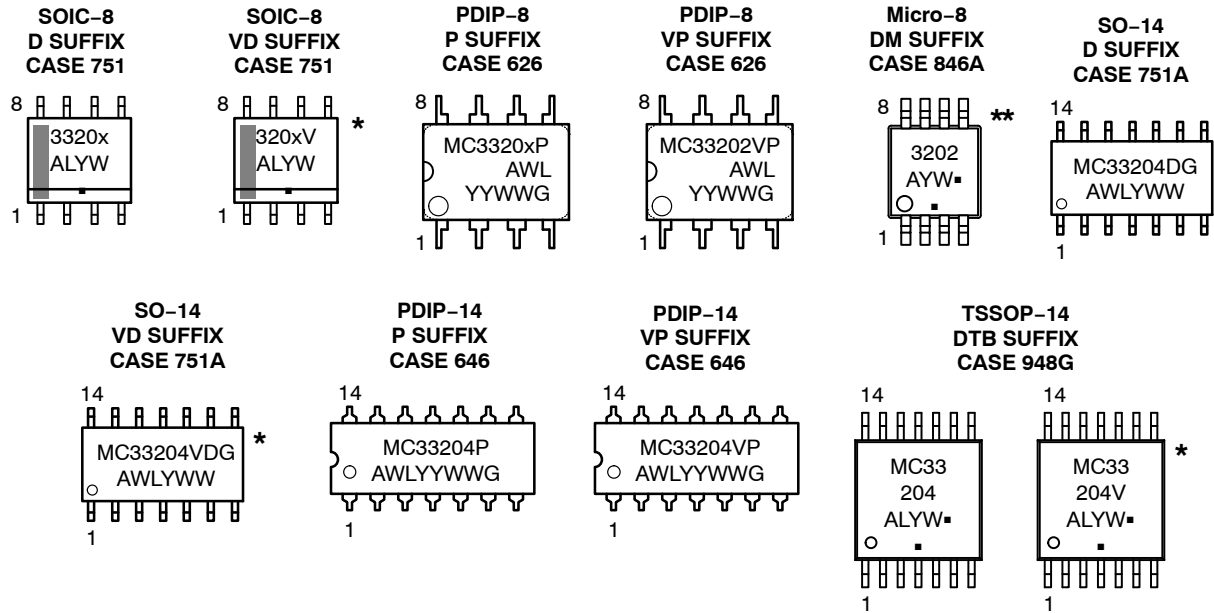 SOIC−8
D SUFFIX
CASE 751
8
3320x
ALYW
1
SOIC−8
VD SUFFIX
CASE 751
8
320xV
ALYW
*
1
PDIP−8
P SUFFIX
CASE 626
8
MC3320xP
AWL
YYWWG
1
PDIP−8
VP SUFFIX
CASE 626
8
MC33202VP
AWL
YYWWG
1
Micro−8
DM SUFFIX
CASE 846A
8
**
3202
AYW▪
▪
1
SO−14
D SUFFIX
CASE 751A
14
MC33204DG
AWLYWW
1
SO−14
VD SUFFIX
CASE 751A
14
*
MC33204VDG
AWLYWW
1
PDIP−14
P SUFFIX
CASE 646
14
MC33204P
AWLYYWWG
1
PDIP−14
VP SUFFIX
CASE 646
14
MC33204VP
AWLYYWWG
1
TSSOP−14
DTB SUFFIX
CASE 948G
14
MC33
204
ALYW▪
▪
1
14
*
MC33
204V
ALYW▪
▪
1